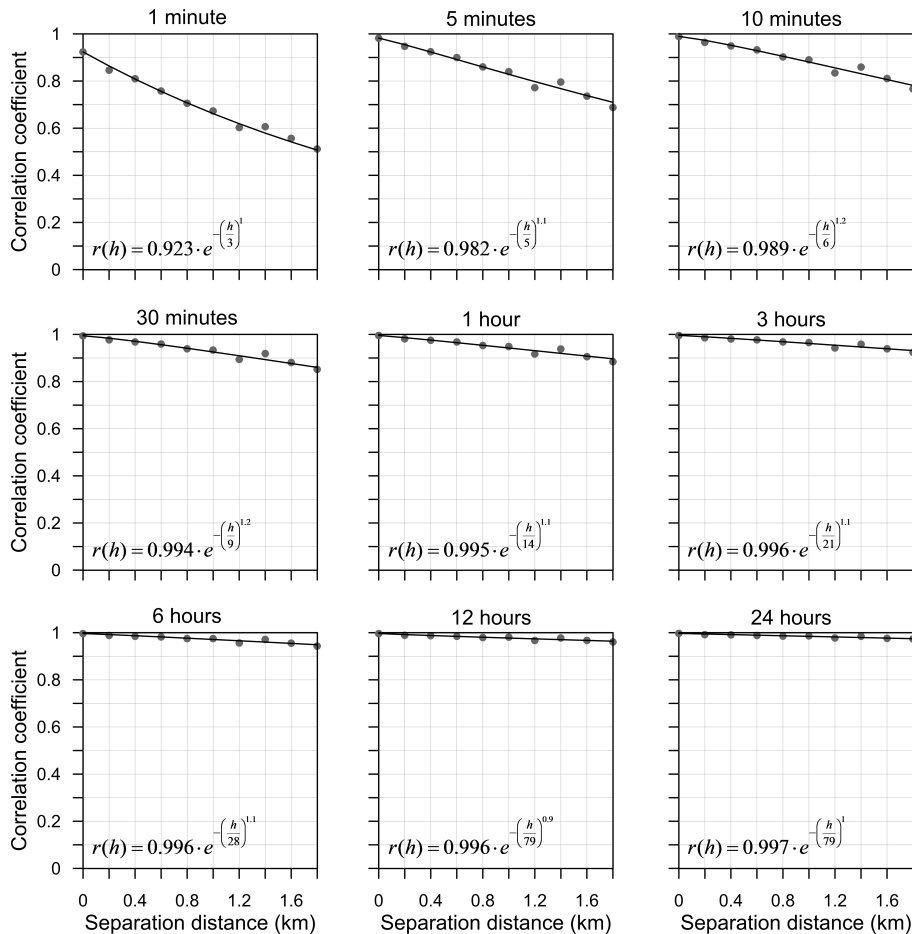 1 minute 5 minutes 10 minutes
Correlation coefficient
1
0.8
0.6
0.4
0.2
0
r(h) = 0.923 · e^{-(h/3)^1}
r(h) = 0.982 · e^{-(h/5)^{1.1}}
r(h) = 0.989 · e^{-(h/6)^{1.2}}
30 minutes 1 hour 3 hours
Correlation coefficient
1
0.8
0.6
0.4
0.2
0
r(h) = 0.994 · e^{-(h/9)^{1.2}}
r(h) = 0.995 · e^{-(h/14)^{1.1}}
r(h) = 0.996 · e^{-(h/21)^{1.1}}
6 hours 12 hours 24 hours
Correlation coefficient
1
0.8
0.6
0.4
0.2
0
r(h) = 0.996 · e^{-(h/28)^{1.1}}
r(h) = 0.996 · e^{-(h/79)^{0.9}}
r(h) = 0.997 · e^{-(h/79)^1}
0 0.4 0.8 1.2 1.6 0 0.4 0.8 1.2 1.6 0 0.4 0.8 1.2 1.6
Separation distance (km) Separation distance (km) Separation distance (km)